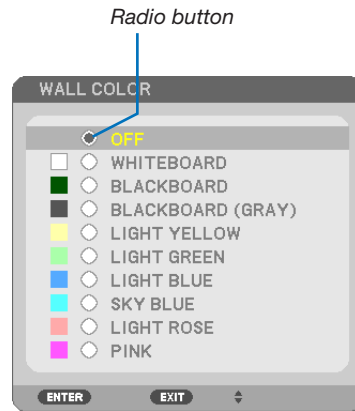 Radio button
WALL COLOR
OFF
WHITEBOARD
BLACKBOARD
BLACKBOARD (GRAY)
LIGHT YELLOW
LIGHT GREEN
LIGHT BLUE
SKY BLUE
LIGHT ROSE
PINK
ENTER EXIT